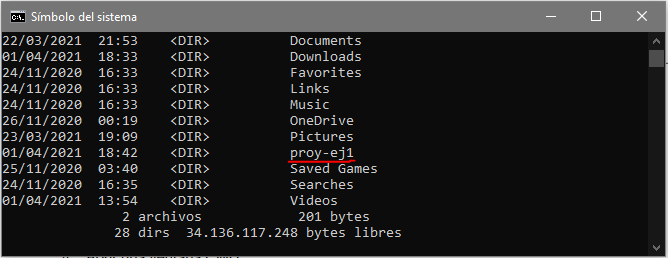 Símbolo del sistema
22/03/2021 21:53 <DIR> Documents
01/04/2021 18:33 <DIR> Downloads
24/11/2020 16:33 <DIR> Favorites
24/11/2020 16:33 <DIR> Links
24/11/2020 16:33 <DIR> Music
26/11/2020 00:19 <DIR> OneDrive
23/03/2021 19:09 <DIR> Pictures
01/04/2021 18:42 <DIR> proy-ej1
25/11/2020 03:40 <DIR> Saved Games
24/11/2020 16:35 <DIR> Searches
01/04/2021 13:54 <DIR> Videos
2 archivos 201 bytes
28 dirs 34.136.117.248 bytes libres